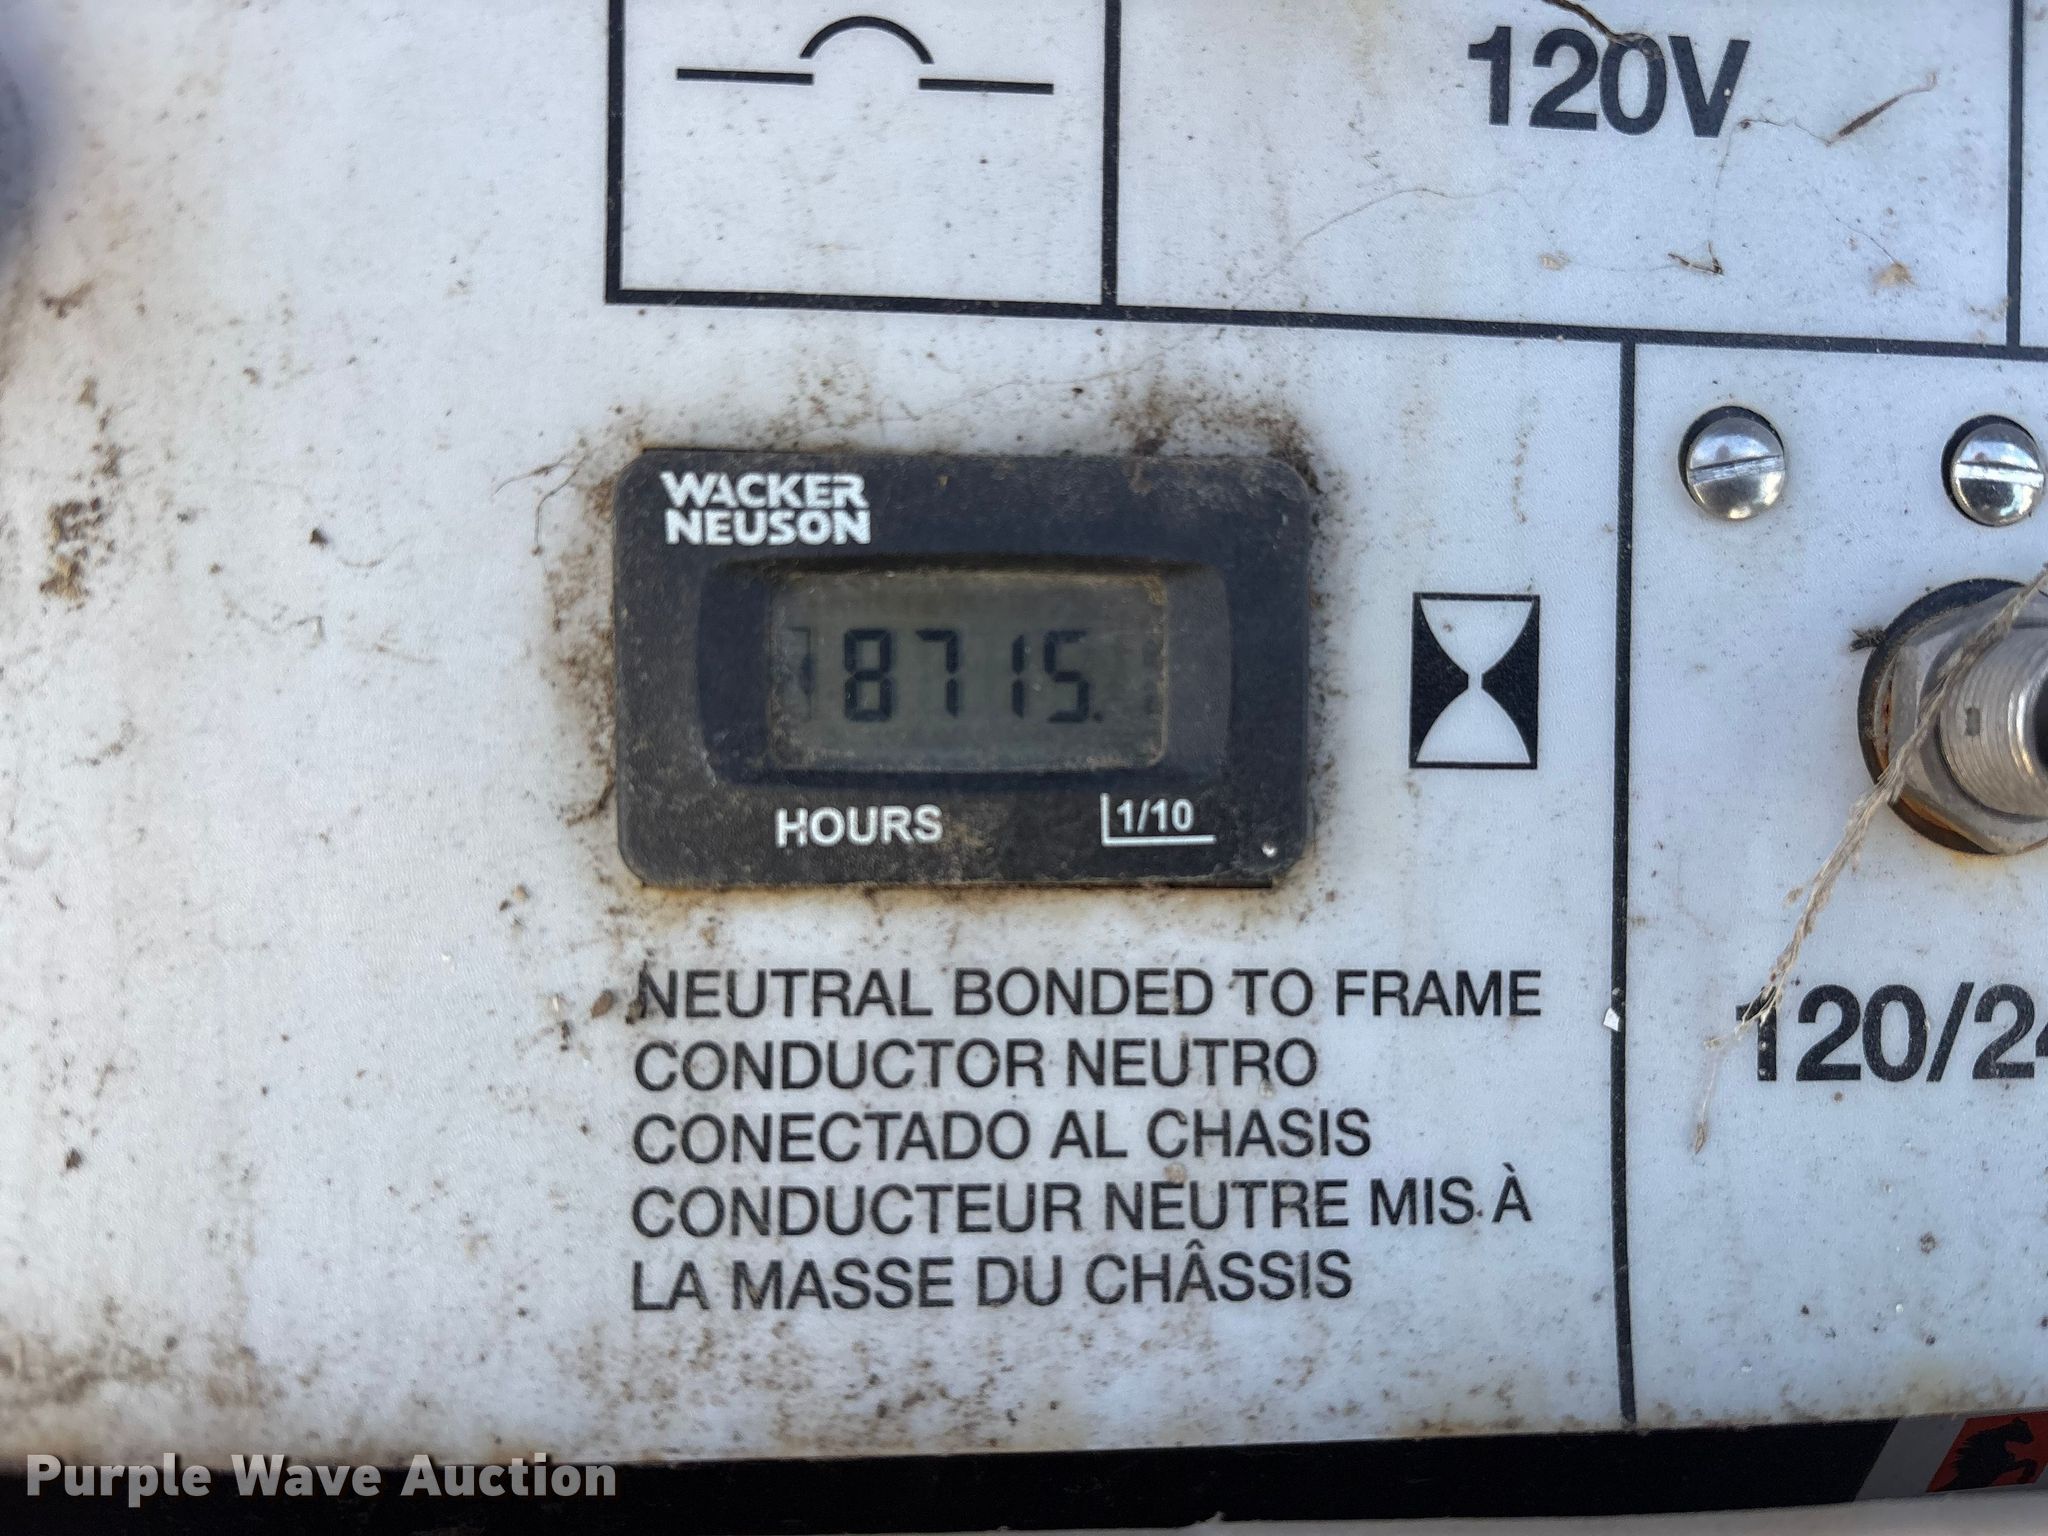 120V
WACKER
NEUSON
8715.
HOURS
1/10
NEUTRAL BONDED TO FRAME
CONDUCTOR NEUTRO
CONECTADO AL CHASIS
CONDUCTEUR NEUTRE MIS À
LA MASSE DU CHÂSSIS
120/24
Purple Wave Auction